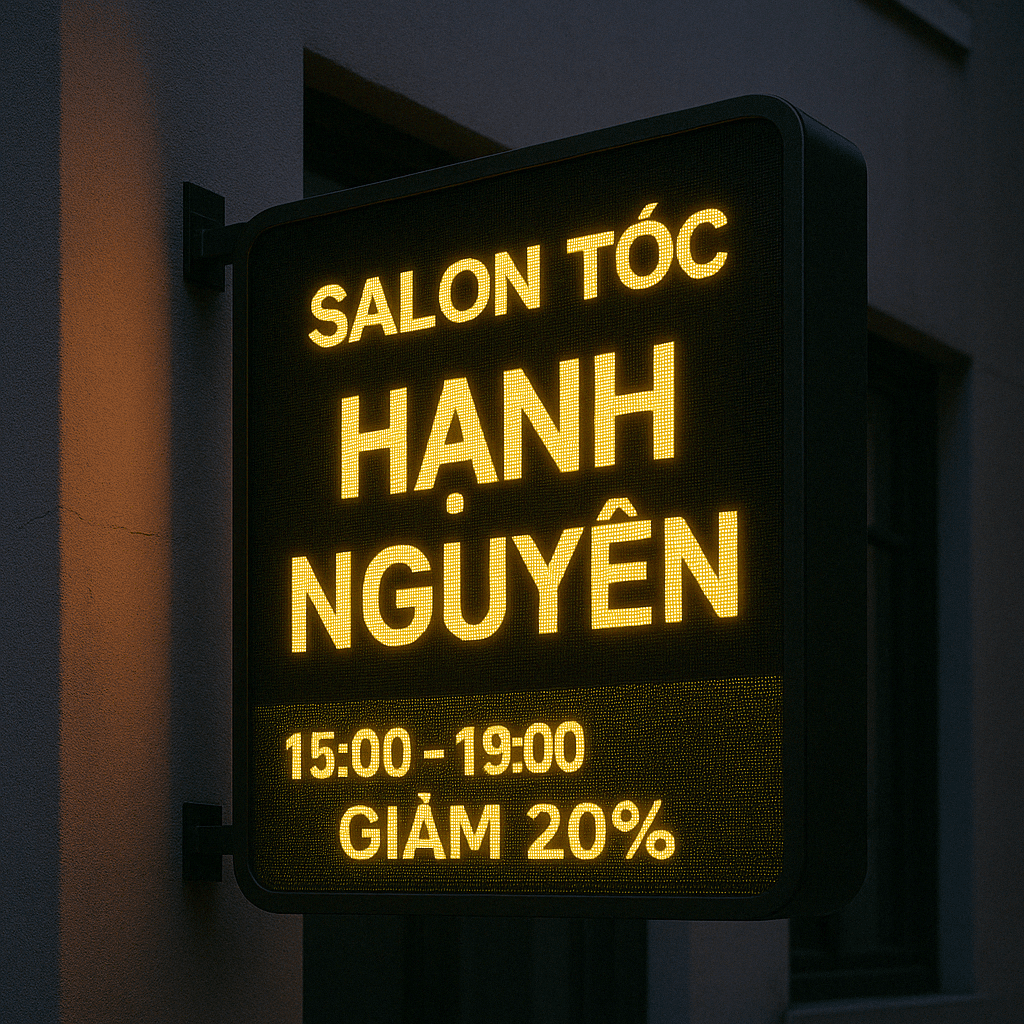 SALON TÓC
HẠNH
NGUYÊN
15:00 – 19:00
GIẢM 20%